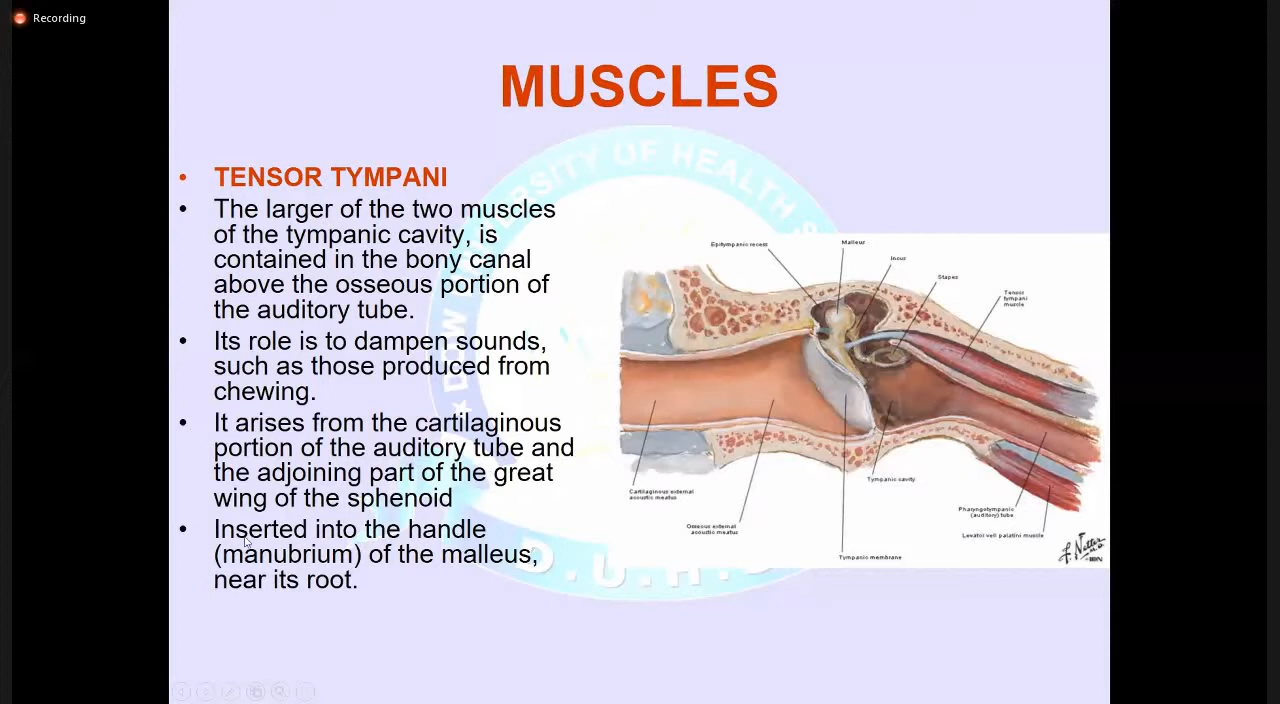 Recording
MUSCLES
• TENSOR TYMPANI
• The larger of the two muscles
of the tympanic cavity, is
contained in the bony canal
above the osseous portion of
the auditory tube.
• Its role is to dampen sounds,
such as those produced from
chewing.
• It arises from the cartilaginous
portion of the auditory tube and
the adjoining part of the great
wing of the sphenoid
• Inserted into the handle
(manubrium) of the malleus,
near its root.
Epitympanic recess
Malleus
Incus
Stapes
Tensor
tympani
muscle
Cartilaginous external
acoustic meatus
Osseous external
acoustic meatus
Tympanic membrane
Tympanic cavity
Pharyngotympanic
(auditory) tube
Levator veli palatini muscle
F. Netter
DOW UNIVERSITY OF HEALTH
D.U.H.S